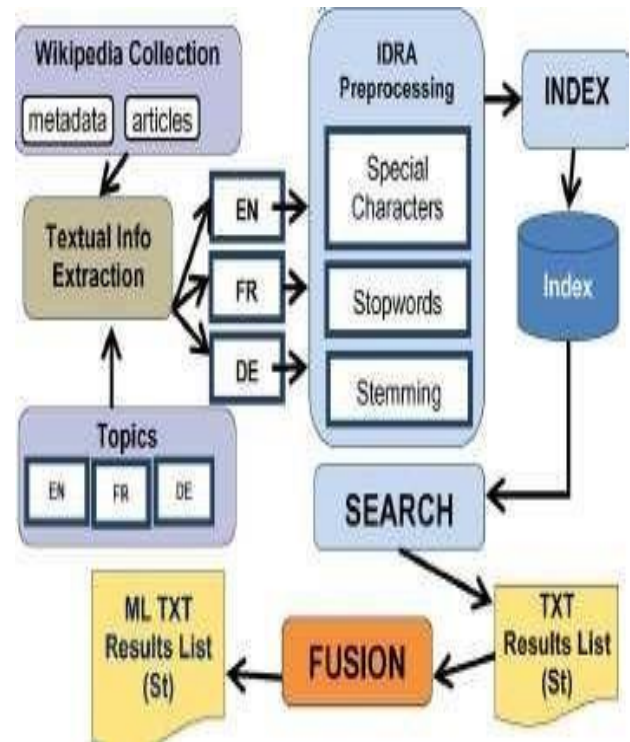 Wikipedia Collection
metadata
articles
Textual Info
Extraction
EN
FR
DE
Topics
EN
FR
DE
IDRA
Preprocessing
Special
Characters
Stopwords
Stemming
INDEX
Index
SEARCH
TXT
Results List
(St)
FUSION
ML TXT
Results List
(St)